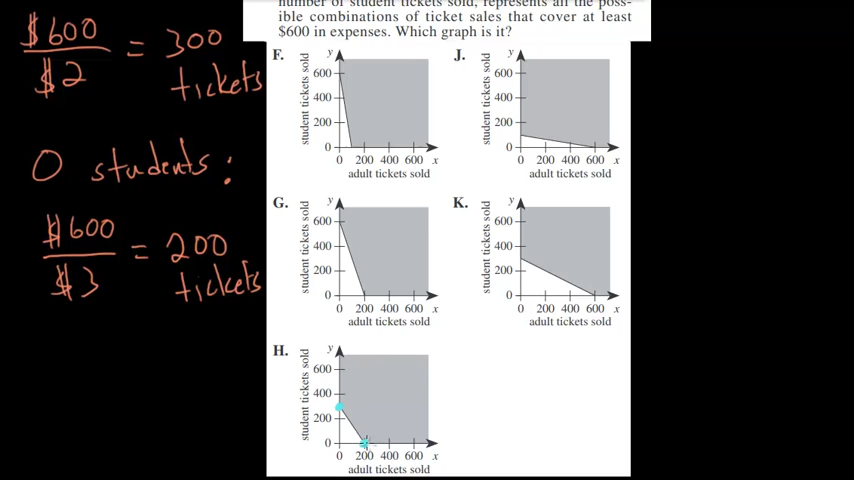 number of student tickets sold, represents all the poss-
ible combinations of ticket sales that cover at least
$600 in expenses. Which graph is it?
$600
$2
= 300
tickets
0 students:
$600
$3
= 200
tickets
F.
y
student tickets sold
600
400
200
0
0 200 400 600 x
adult tickets sold
J.
y
student tickets sold
600
400
200
0
0 200 400 600 x
adult tickets sold
G.
y
student tickets sold
600
400
200
0
0 200 400 600 x
adult tickets sold
K.
y
student tickets sold
600
400
200
0
0 200 400 600 x
adult tickets sold
H.
y
student tickets sold
600
400
200
0
0 200 400 600 x
adult tickets sold